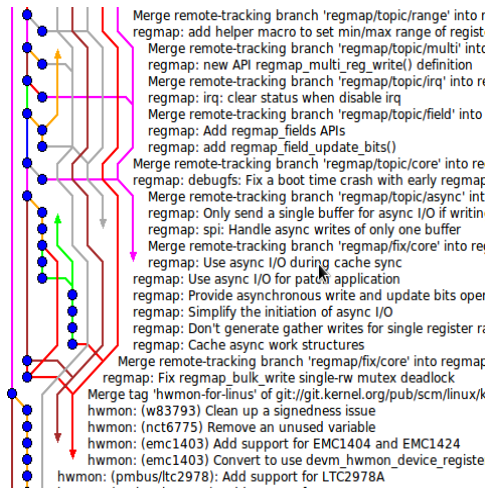 Merge remote-tracking branch 'regmap/topic/range' into
regmap: add helper macro to set min/max range of
Merge remote-tracking branch 'regmap/topic/multi'
regmap: new API regmap_multi_reg_write() definition
Merge remote-tracking branch 'regmap/topic/irq' into
regmap: irq: clear status when disable irq
Merge remote-tracking branch 'regmap/topic/field' into
regmap: Add regmap_fields APIs
regmap: add regmap_field_update_bits()
Merge remote-tracking branch 'regmap/topic/core' into
regmap: debugfs: Fix a boot time crash with early regmap
Merge remote-tracking branch 'regmap/topic/async'
regmap: Only send a single buffer for async I/O if
regmap: spi: Handle async writes of only one buffer
Merge remote-tracking branch 'regmap/fix/core' into
regmap: Use async I/O during cache sync
regmap: Use async I/O for patch application
regmap: Provide asynchronous write and update bits
regmap: Simplify the initiation of async I/O
regmap: Don't generate gather writes for single register
regmap: Cache async work structures
Merge remote-tracking branch 'regmap/fix/core' into regmap
regmap: Fix regmap_bulk_write single-rw mutex deadlock
Merge tag 'hwmon-for-linus' of git://git.kernel.org/pub/scm/linux/k
hwmon: (w83793) Clean up a signedness issue
hwmon: (nct6775) Remove an unused variable
hwmon: (emc1403) Add support for EMC1404 and EMC1424
hwmon: (emc1403) Convert to use devm_hwmon_device_registe
hwmon: (pmbus/ltc2978): Add support for LTC2978A